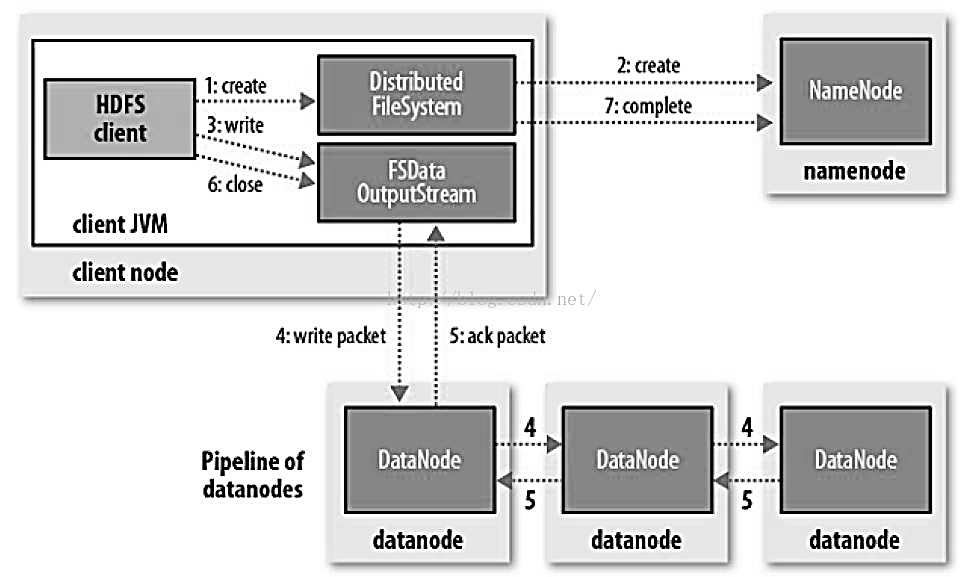 HDFS
client
1: create
3: write
6: close
Distributed
FileSystem
FSData
OutputStream
client JVM
client node
2: create
7: complete
NameNode
namenode
4: write packet
5: ack packet
Pipeline of
datanodes
DataNode
datanode
4
5
DataNode
datanode
4
5
DataNode
datanode